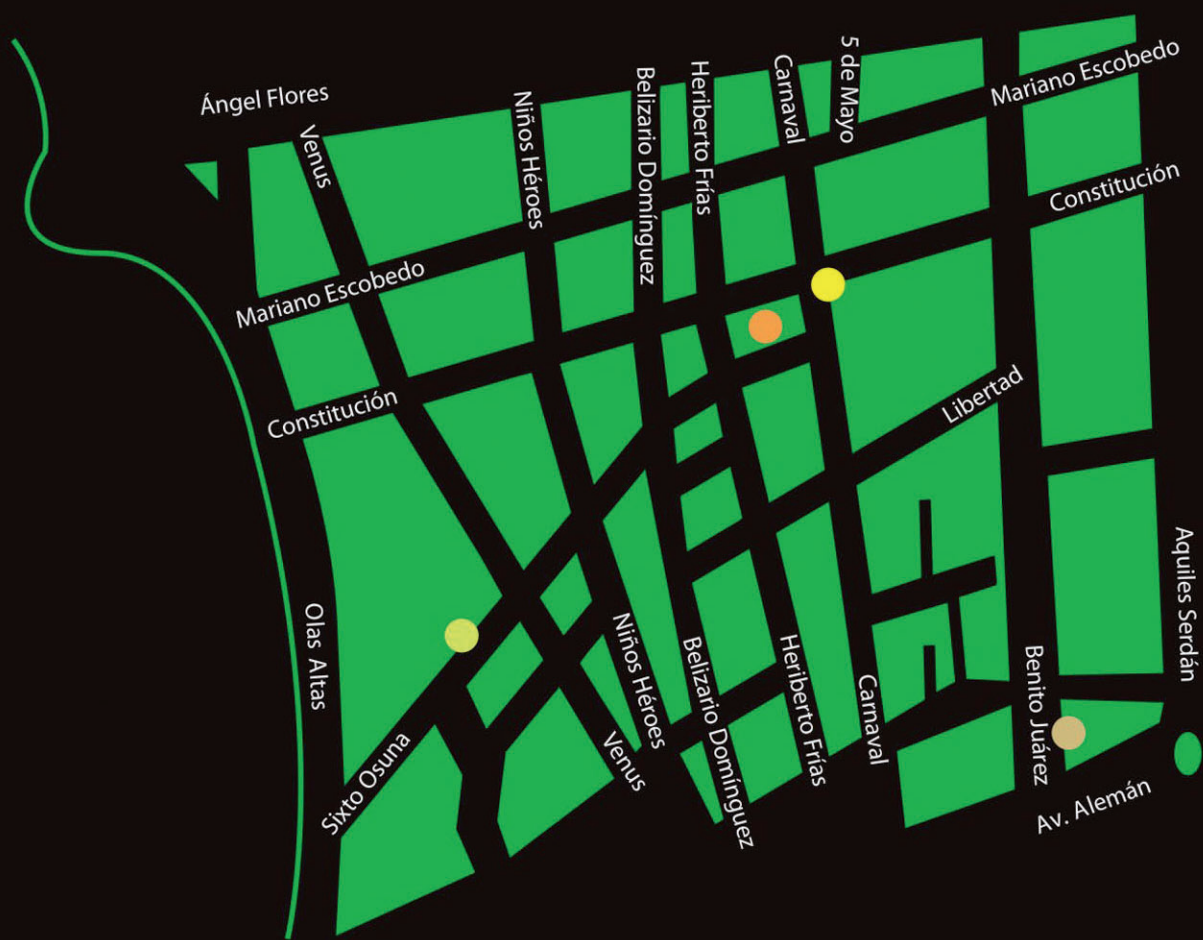 Ángel Flores
Venus
Niños Héroes
Belizario Domínguez
Heriberto Frías
Carnaval
5 de Mayo
Mariano Escobedo
Constitución
Mariano Escobedo
Constitución
Libertad
Olas Altas
Sixto Osuna
Venus
Niños Héroes
Belizario Domínguez
Heriberto Frías
Carnaval
Benito Juárez
Aquiles Serdán
Av. Alemán